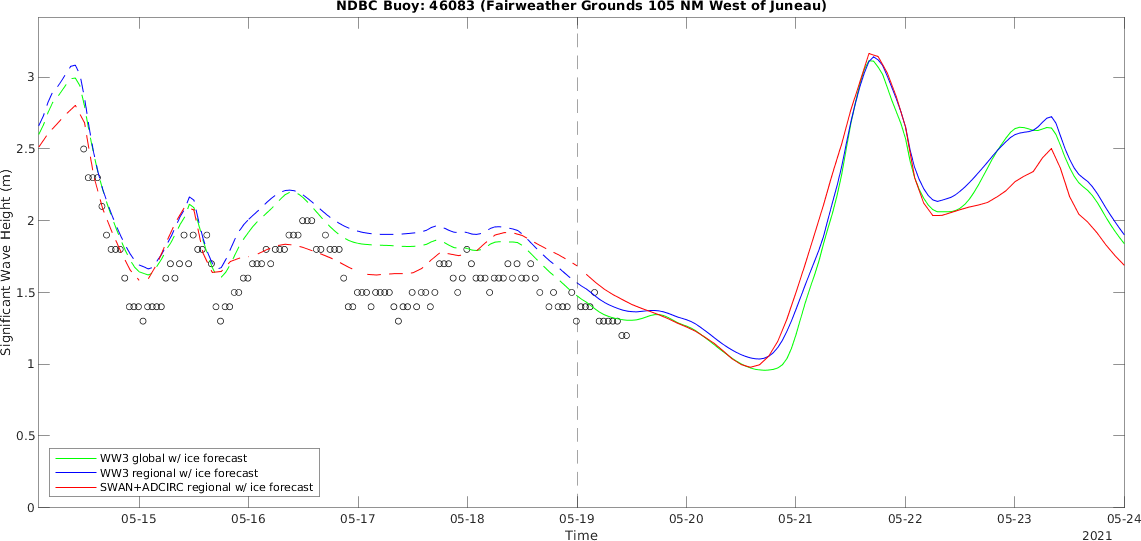 NDBC Buoy: 46083 (Fairweather Grounds 105 NM West of Juneau)
Significant Wave Height (m)
3
2.5
2
1.5
1
0.5
0
WW3 global w/ ice forecast
WW3 regional w/ ice forecast
SWAN+ADCIRC regional w/ ice forecast
05-15 05-16 05-17 05-18 05-19 05-20 05-21 05-22 05-23 05-24
Time
2021